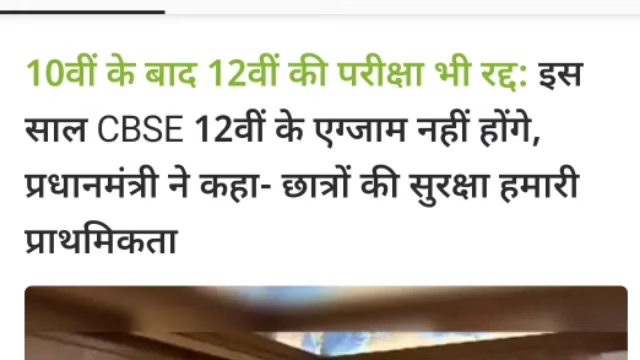 10वीं के बाद 12वीं की परीक्षा भी रद्द: इस
साल CBSE 12वीं के एग्जाम नहीं होंगे,
प्रधानमंत्री ने कहा- छात्रों की सुरक्षा हमारी
प्राथमिकता